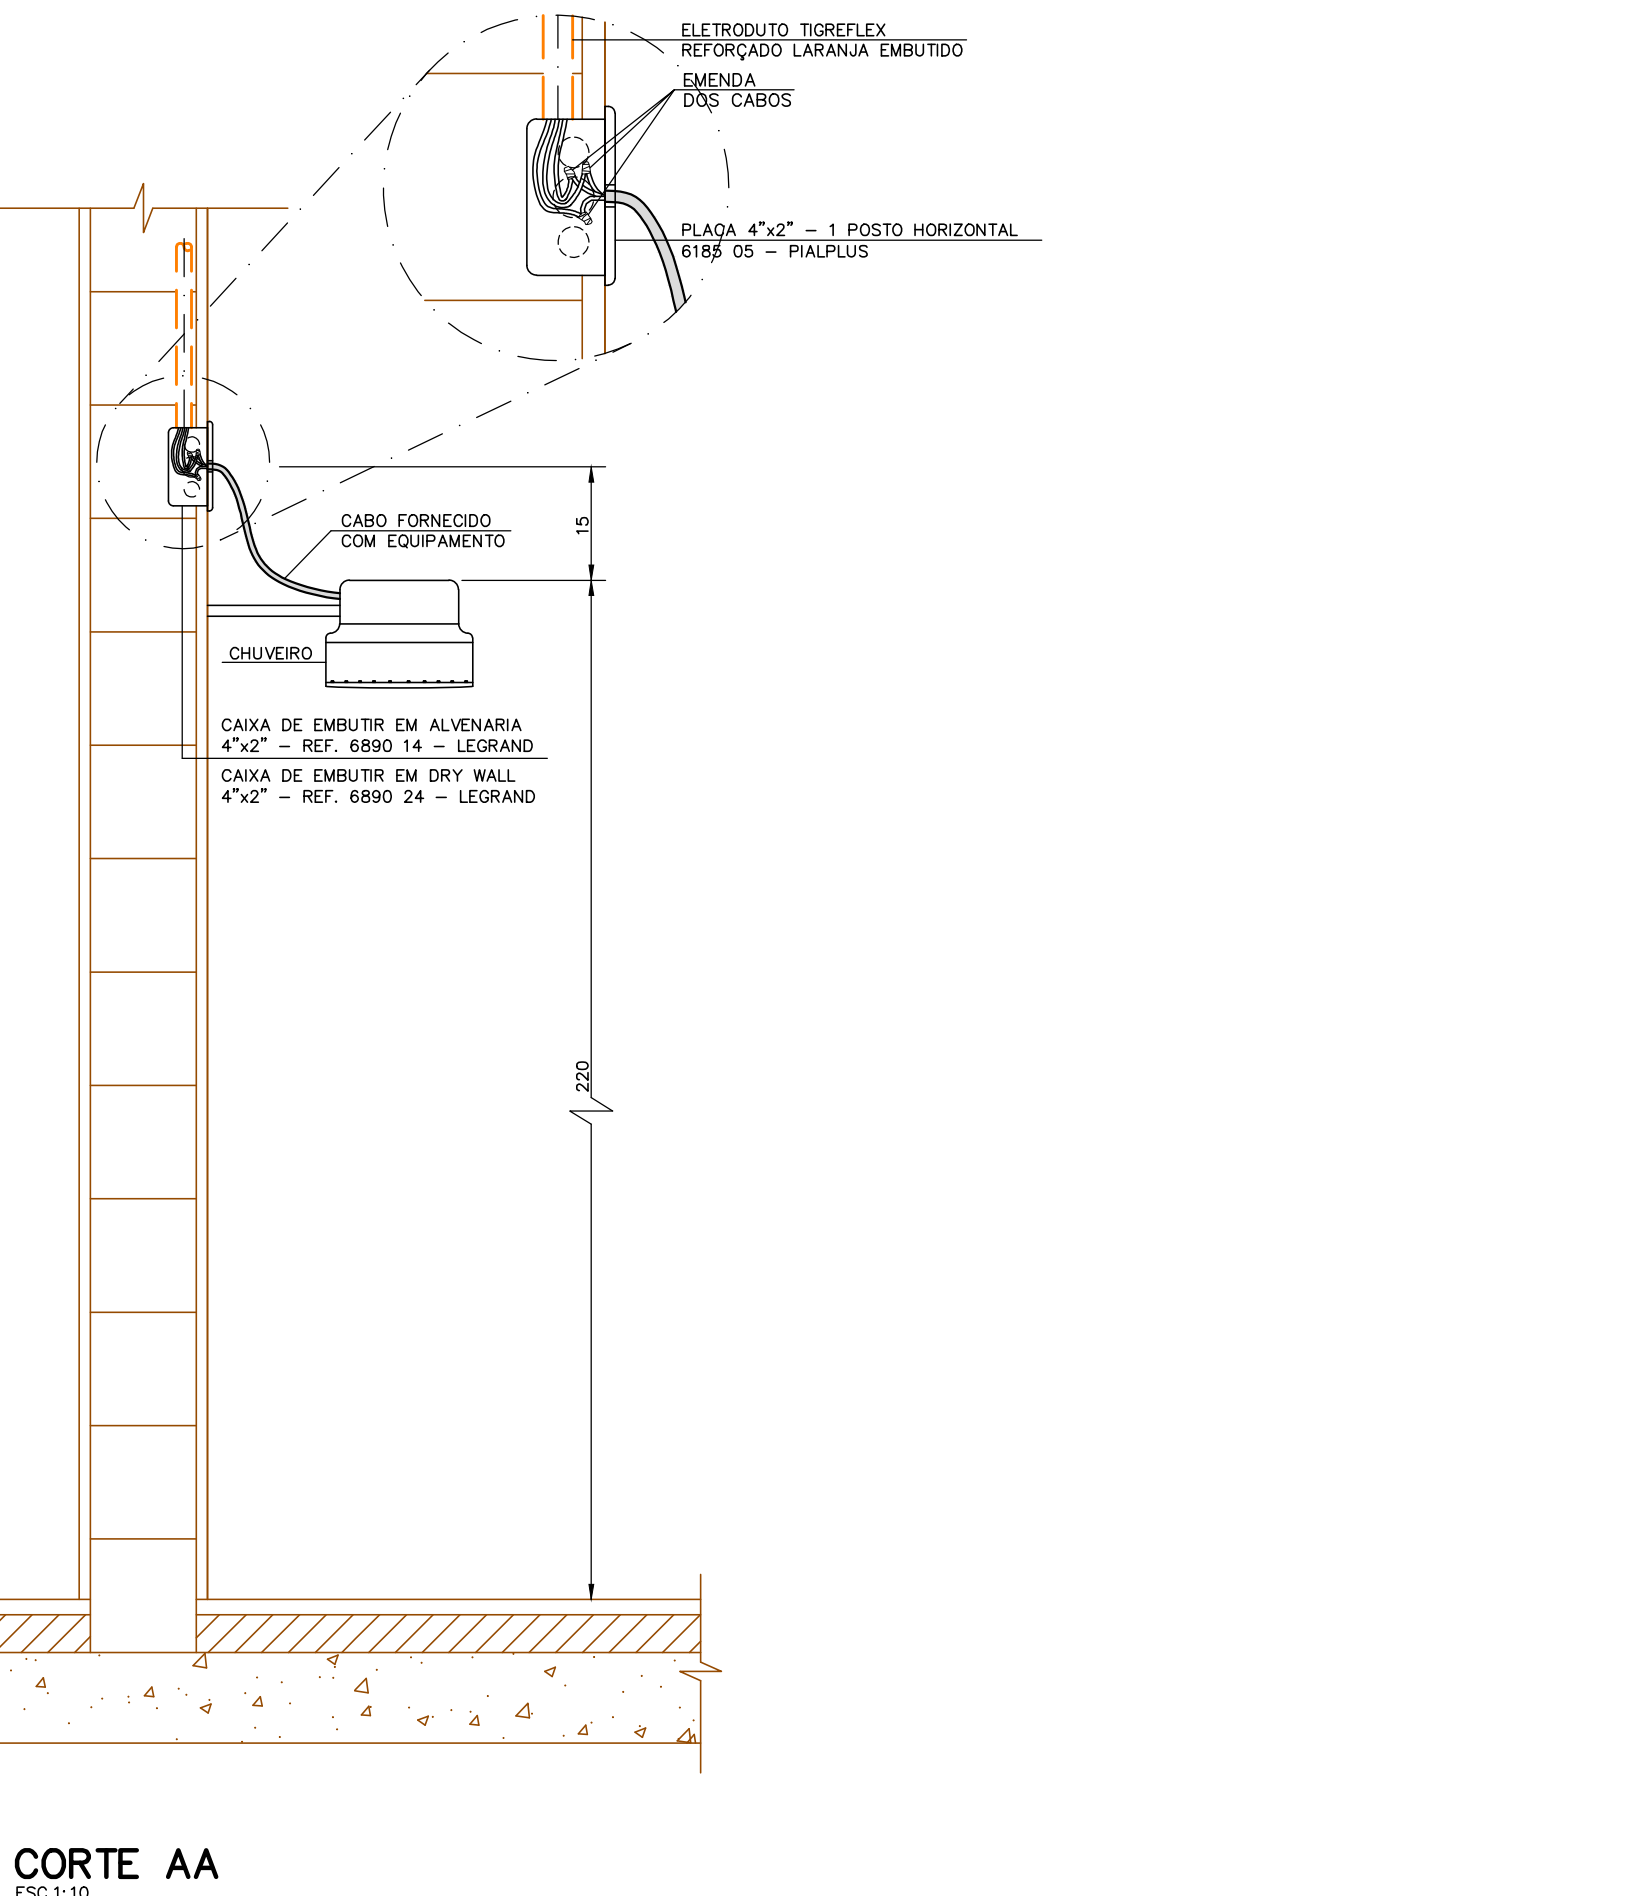 ELETRODUTO TIGREFLEX
REFORÇADO LARANJA EMBUTIDO
EMENDA
DOS CABOS
PLACA 4”x2” – 1 POSTO HORIZONTAL
6185 05 – PIALPLUS
15
CABO FORNECIDO
COM EQUIPAMENTO
CHUVEIRO
CAIXA DE EMBUTIR EM ALVENARIA
4”x2” – REF. 6890 14 – LEGRAND
CAIXA DE EMBUTIR EM DRY WALL
4”x2” – REF. 6890 24 – LEGRAND
220
CORTE AA
ESC.1:10